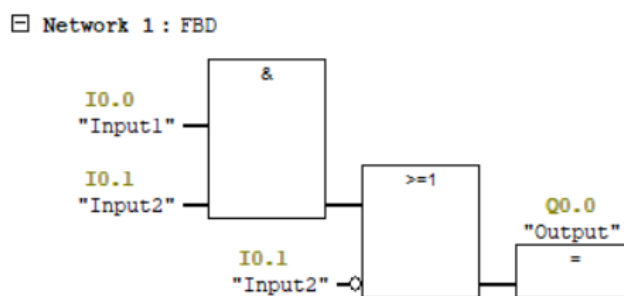 Network 1 : FBD
&
I0.0
"Input1"
I0.1
"Input2"
>=1
Q0.0
"Output"
=
I0.1
"Input2"